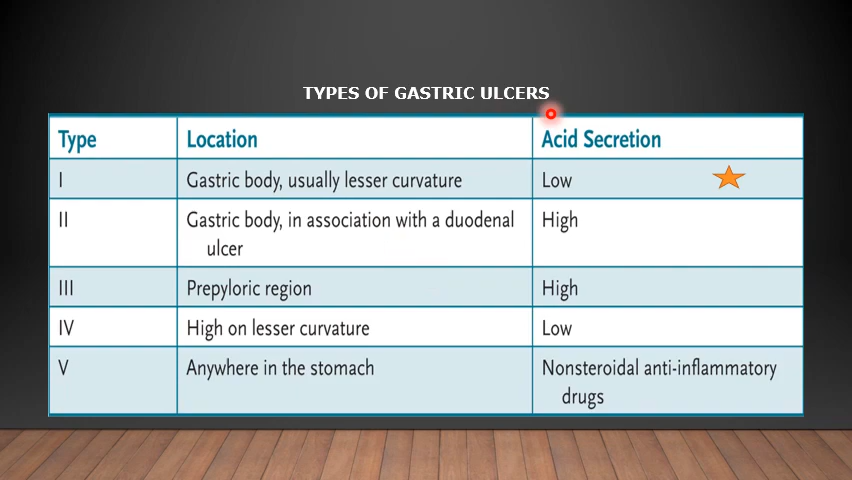 TYPES OF GASTRIC ULCERS
Type Location Acid Secretion
I Gastric body, usually lesser curvature Low
II Gastric body, in association with a duodenal High
ulcer
III Prepyloric region High
IV High on lesser curvature Low
V Anywhere in the stomach Nonsteroidal anti-inflammatory
drugs